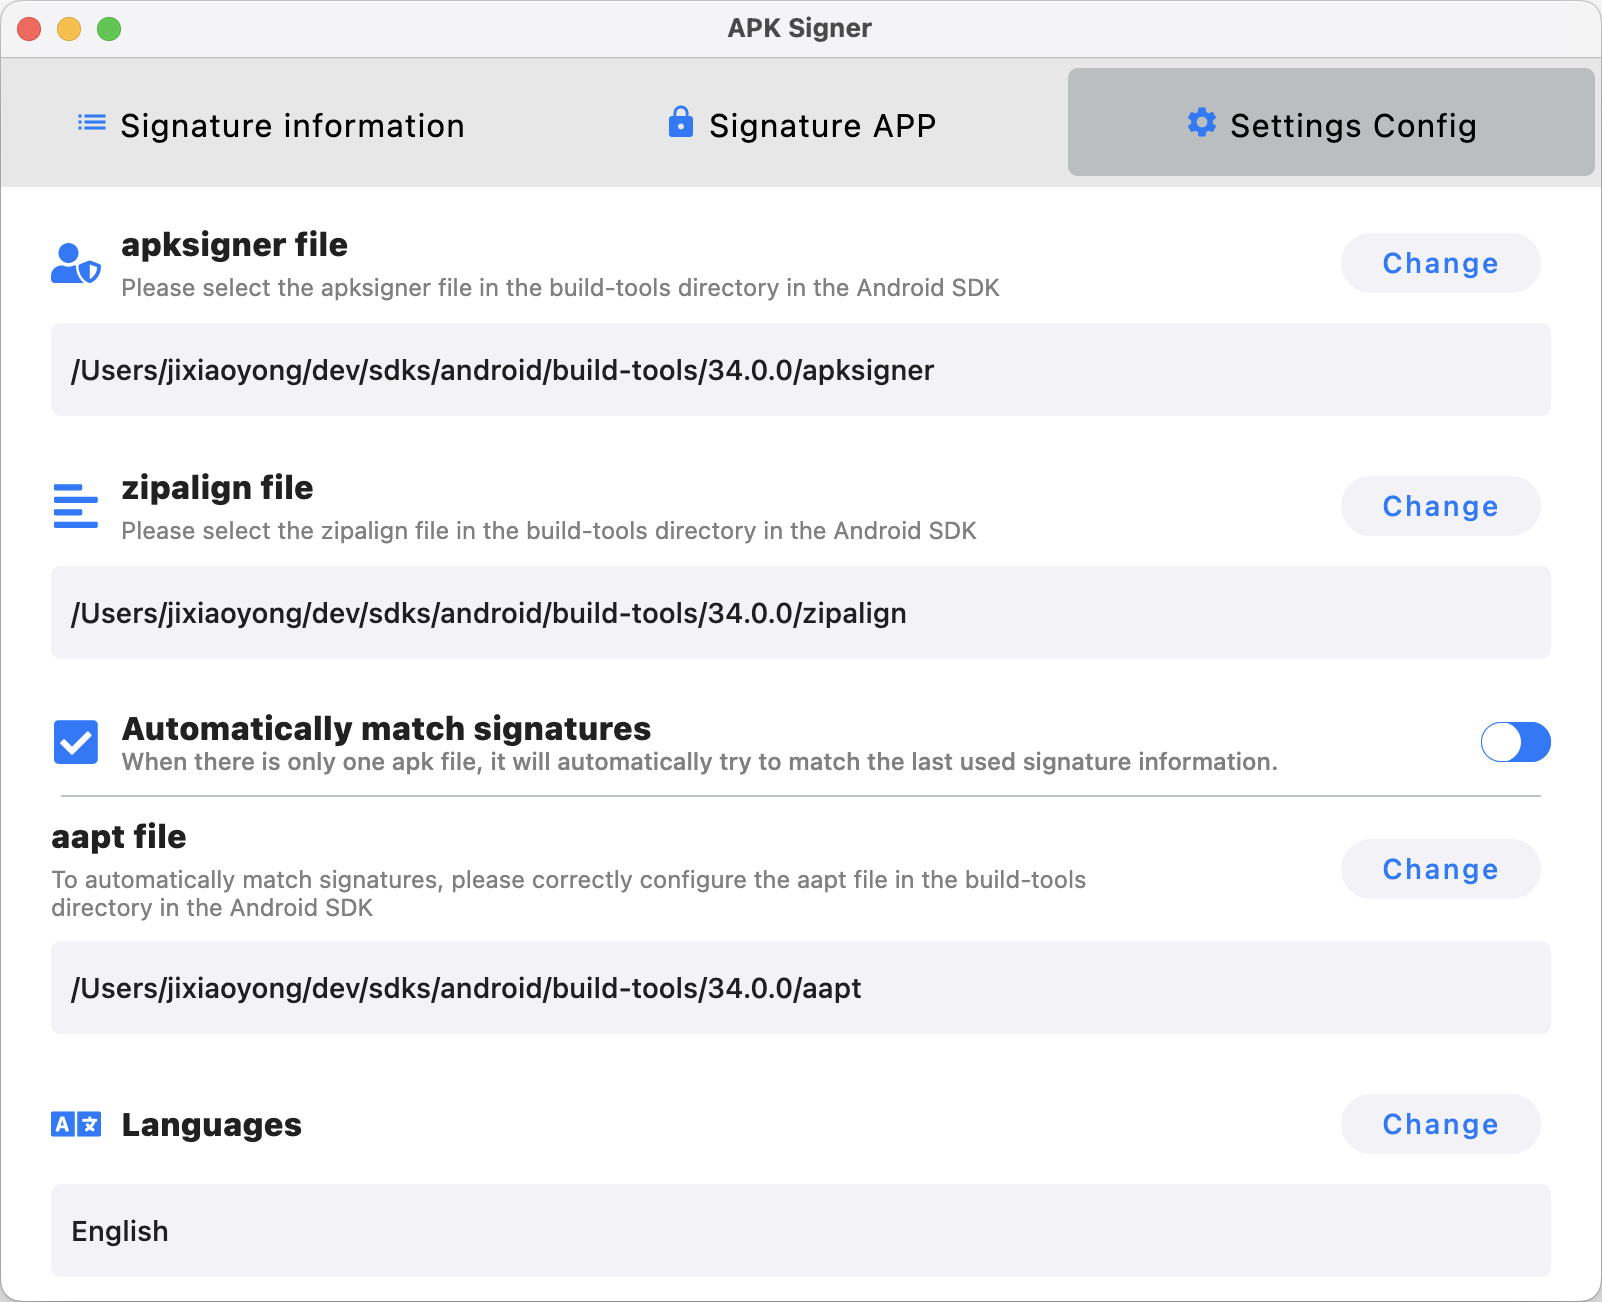 APK Signer
Signature information
Signature APP
Settings Config
apksigner file
Please select the apksigner file in the build-tools directory in the Android SDK
Change
/Users/jixiaoyong/dev/sdks/android/build-tools/34.0.0/apksigner
zipalign file
Please select the zipalign file in the build-tools directory in the Android SDK
Change
/Users/jixiaoyong/dev/sdks/android/build-tools/34.0.0/zipalign
Automatically match signatures
When there is only one apk file, it will automatically try to match the last used signature information.
aapt file
To automatically match signatures, please correctly configure the aapt file in the build-tools
directory in the Android SDK
Change
/Users/jixiaoyong/dev/sdks/android/build-tools/34.0.0/aapt
A 文
Languages
Change
English